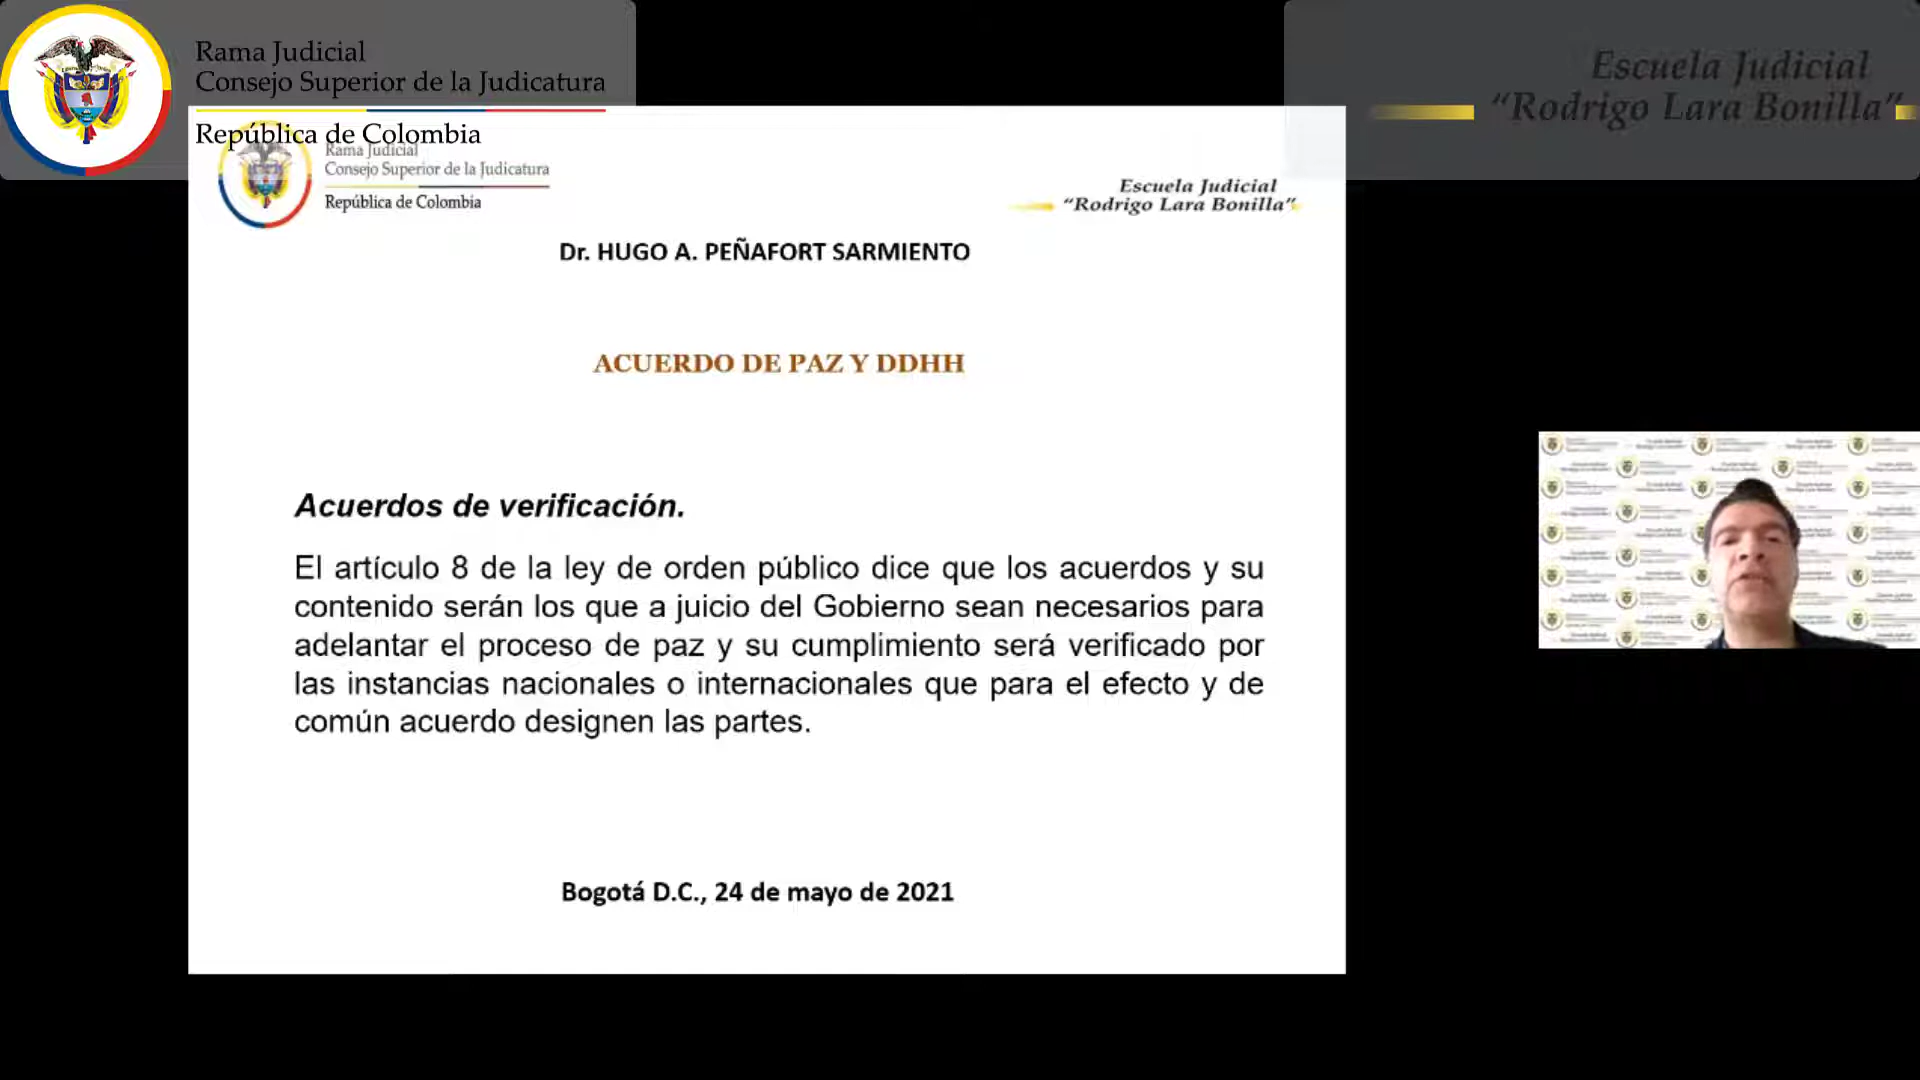 Rama Judicial
Consejo Superior de la Judicatura
República de Colombia
Escuela Judicial
“Rodrigo Lara Bonilla”
Rama Judicial
Consejo Superior de la Judicatura
República de Colombia
Escuela Judicial
“Rodrigo Lara Bonilla”
Dr. HUGO A. PEÑAFORT SARMIENTO
ACUERDO DE PAZ Y DDHH
Acuerdos de verificación.
El artículo 8 de la ley de orden público dice que los acuerdos y su
contenido serán los que a juicio del Gobierno sean necesarios para
adelantar el proceso de paz y su cumplimiento será verificado por
las instancias nacionales o internacionales que para el efecto y de
común acuerdo designen las partes.
Bogotá D.C., 24 de mayo de 2021